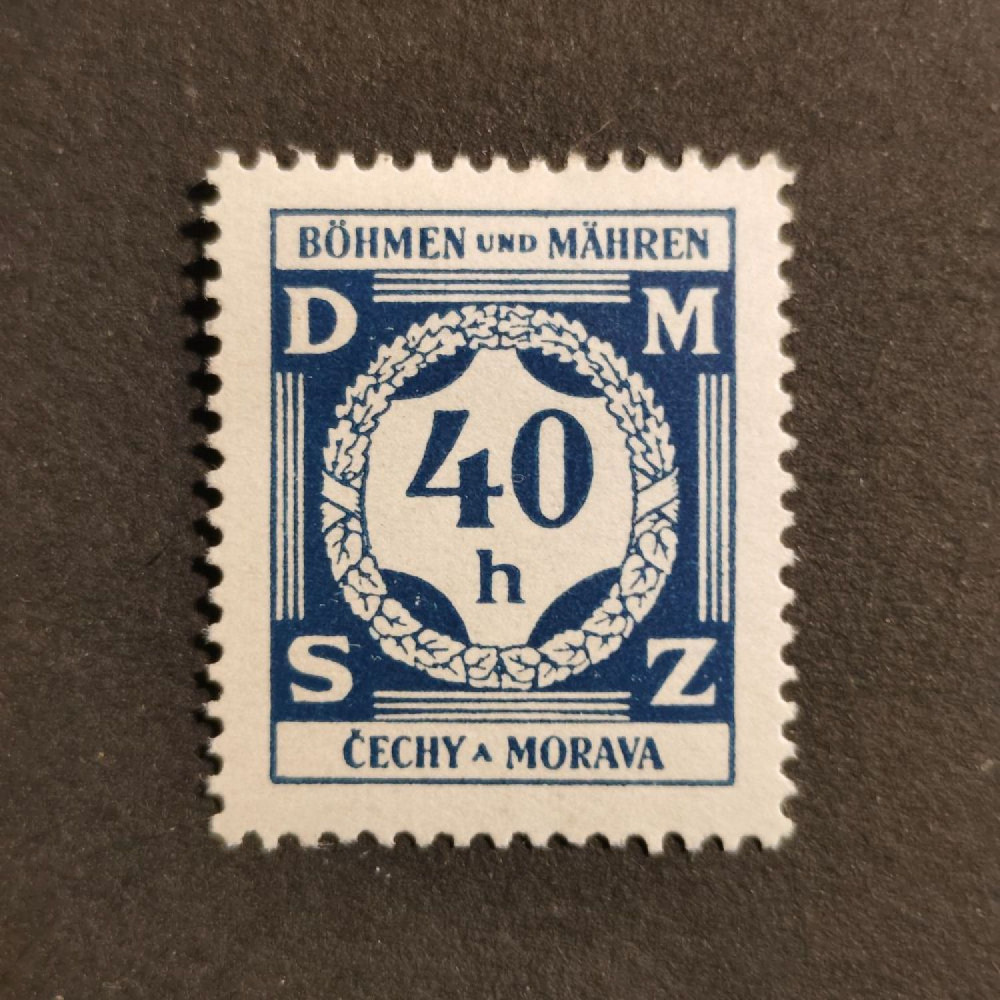 BÖHMEN UND MÄHREN
D M
40
h
S Z
ČECHY A MORAVA